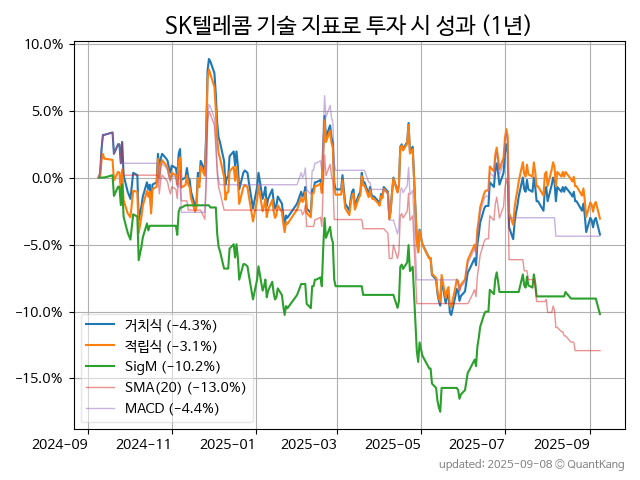 SK텔레콤 기술 지표로 투자 시 성과 (1년)
10.0%
5.0%
0.0%
−5.0%
−10.0%
−15.0%
거치식 (−4.3%)
적립식 (−3.1%)
SigM (−10.2%)
SMA(20) (−13.0%)
MACD (−4.4%)
2024-09 2024-11 2025-01 2025-03 2025-05 2025-07 2025-09
updated: 2025-09-08 © QuantKang